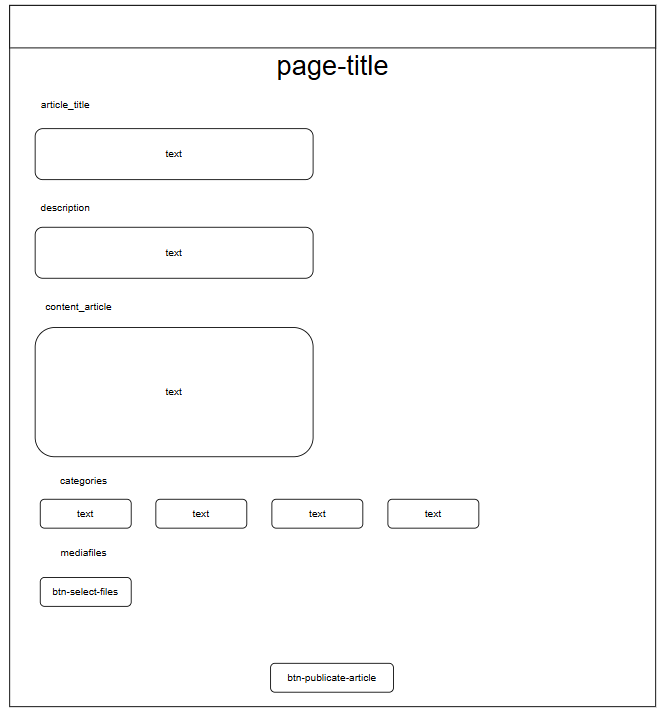 page-title
article_title
text
description
text
content_article
text
categories
text text text text
mediafiles
btn-select-files
btn-publicate-article